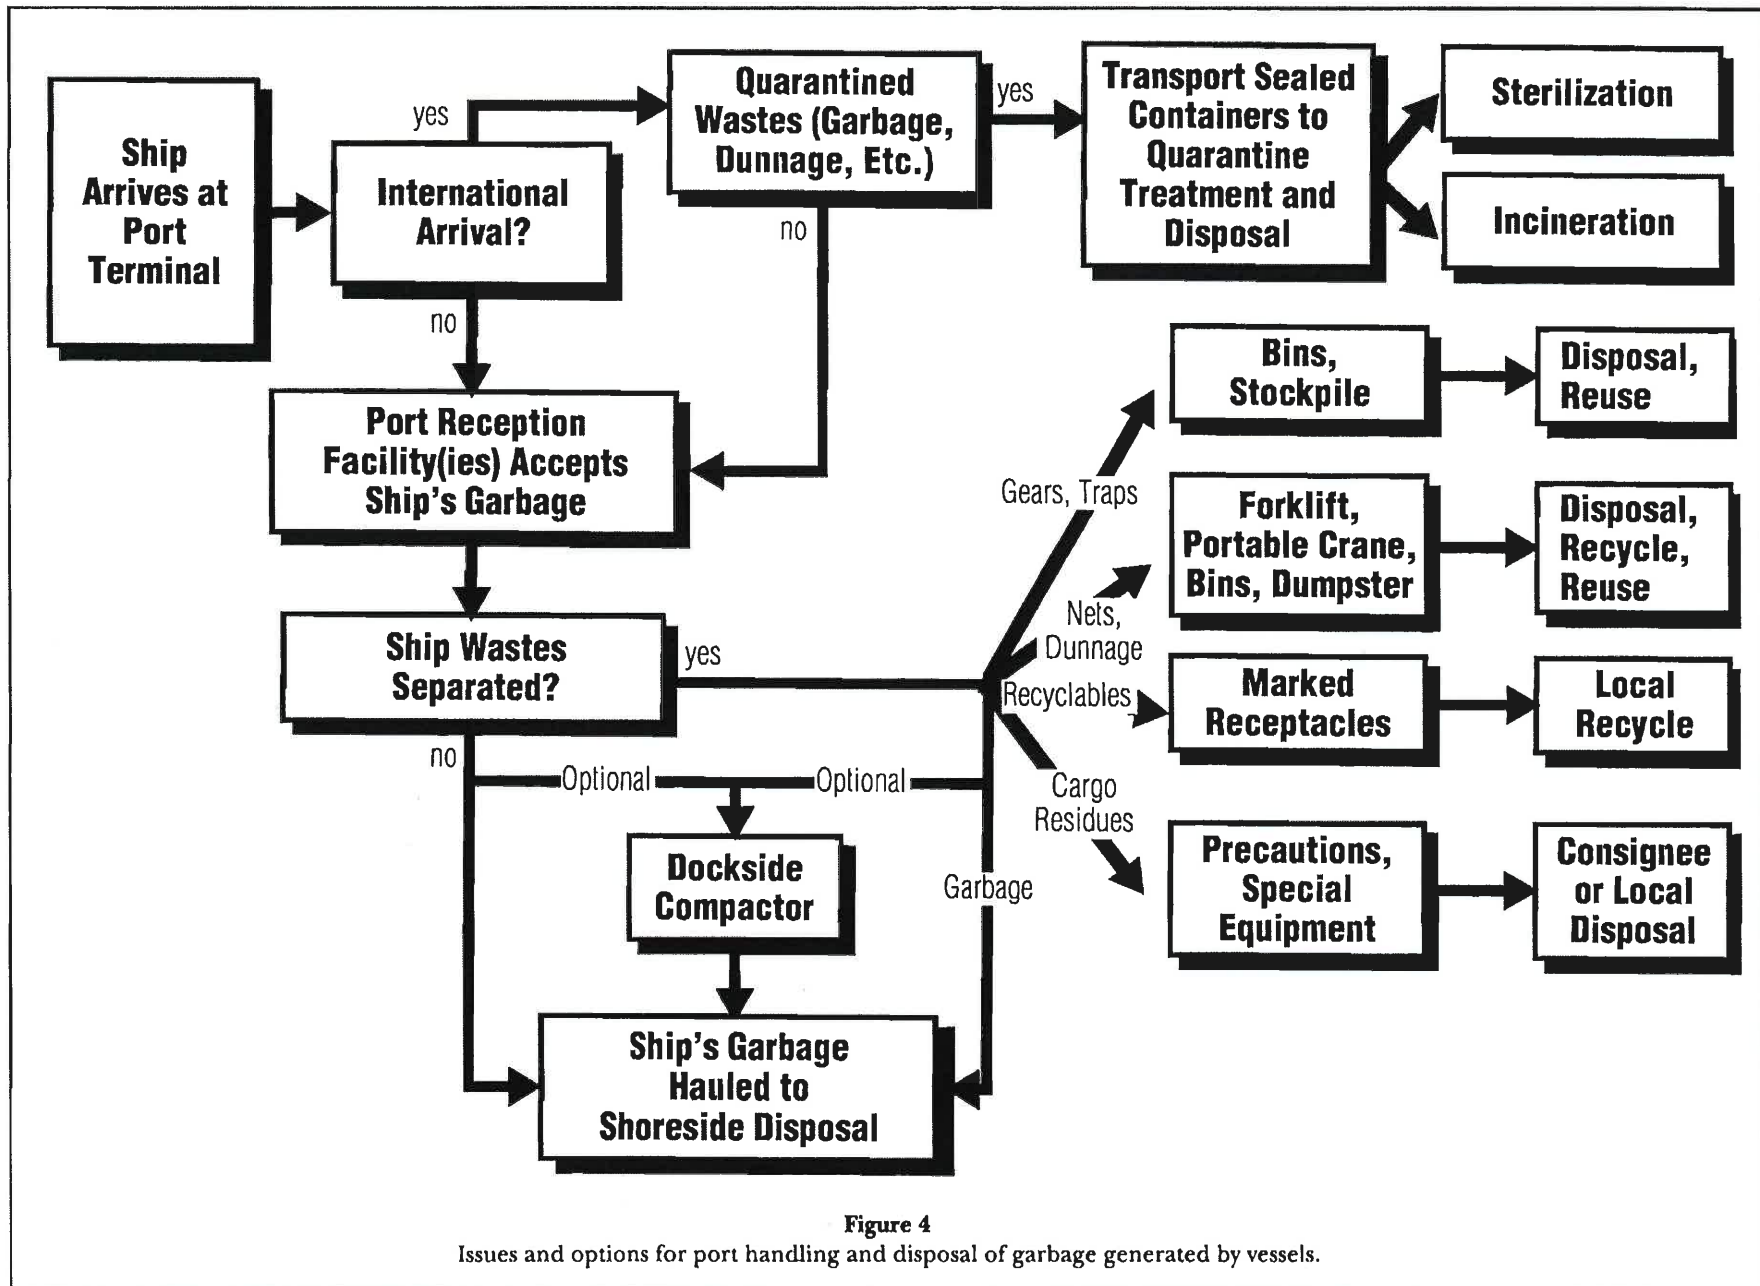 Ship
Arrives at
Port
Terminal
yes
International
Arrival?
no
Quarantined
Wastes (Garbage,
Dunnage, Etc.)
yes
no
Transport Sealed
Containers to
Quarantine
Treatment and
Disposal
Sterilization
Incineration
Port Reception
Facility(ies) Accepts
Ship's Garbage
Ship Wastes
Separated?
yes
no
Optional
Optional
Dockside
Compactor
Garbage
Ship's Garbage
Hauled to
Shoreside Disposal
Gears, Traps
Bins,
Stockpile
Disposal,
Reuse
Nets,
Dunnage
Forklift,
Portable Crane,
Bins, Dumpster
Disposal,
Recycle,
Reuse
Recyclables
Marked
Receptacles
Local
Recycle
Cargo
Residues
Precautions,
Special
Equipment
Consignee
or Local
Disposal
Figure 4
Issues and options for port handling and disposal of garbage generated by vessels.